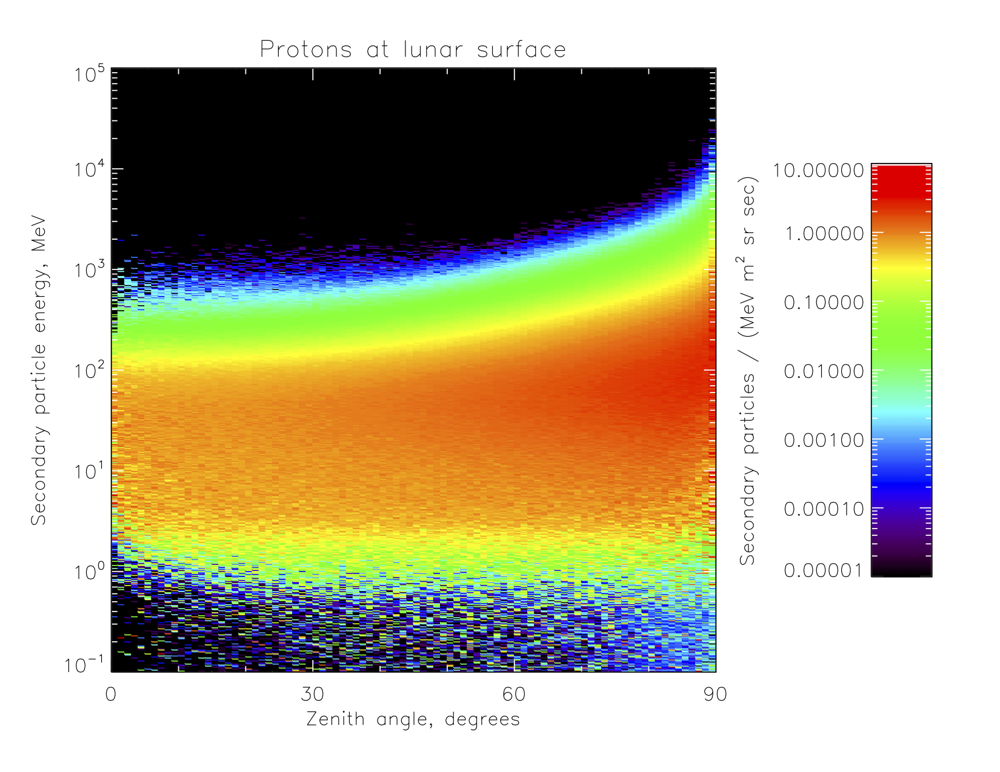 Protons at lunar surface
10^5
10^4
10^3
10^2
10^1
10^0
10^-1
Secondary particle energy, MeV
0 30 60 90
Zenith angle, degrees
Secondary particles / (MeV m^2 sr sec)
10.00000
1.00000
0.10000
0.01000
0.00100
0.00010
0.00001